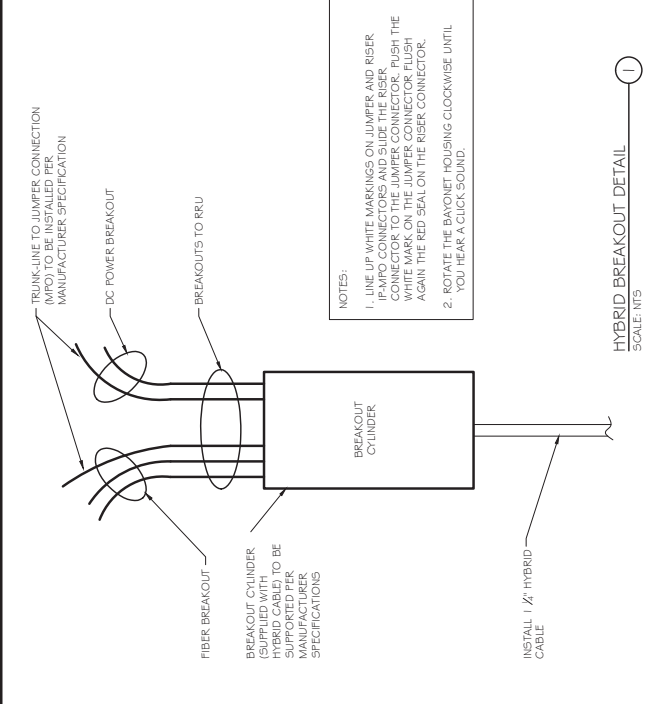 TRUNK-LINE TO JUMPER CONNECTION
(MPO) TO BE INSTALLED PER
MANUFACTURER SPECIFICATION
DC POWER BREAKOUT
BREAKOUTS TO RRU
FIBER BREAKOUT
BREAKOUT CYLINDER
(SUPPLIED WITH
HYBRID CABLE) TO BE
SUPPORTED PER
MANUFACTURER
SPECIFICATIONS
BREAKOUT
CYLINDER
INSTALL 1 ¼" HYBRID
CABLE
NOTES:
1. LINE UP WHITE MARKINGS ON JUMPER AND RISER
IP-MPO CONNECTORS AND SLIDE THE RISER
CONNECTOR TO THE JUMPER CONNECTOR. PUSH THE
WHITE MARK ON THE JUMPER CONNECTOR FLUSH
AGAIN THE RED SEAL ON THE RISER CONNECTOR.
2. ROTATE THE BAYONET HOUSING CLOCKWISE UNTIL
YOU HEAR A CLICK SOUND.
HYBRID BREAKOUT DETAIL
SCALE: NTS
1